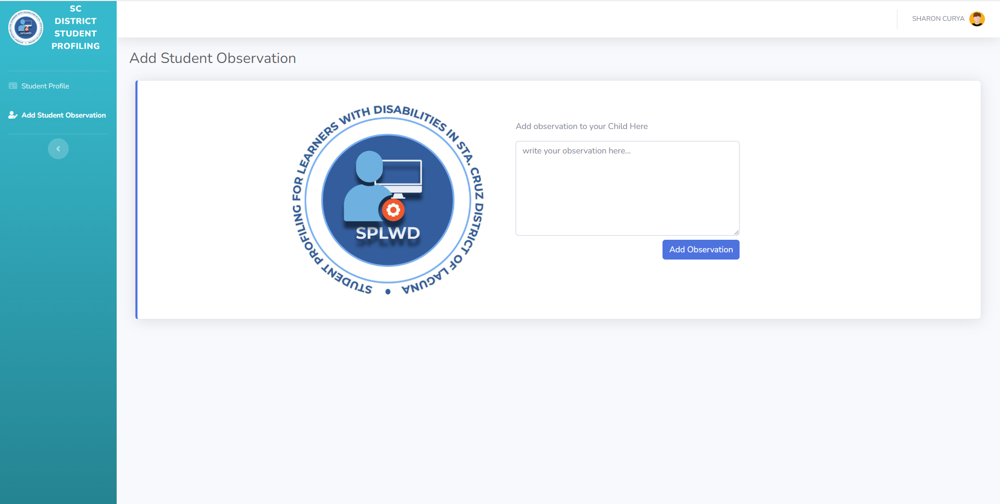 SC
DISTRICT
STUDENT
PROFILING
SHARON CURYA
Student Profile
Add Student Observation
Add Student Observation
STUDENT PROFILING FOR LEARNERS WITH DISABILITIES IN STA. CRUZ DISTRICT OF LAGUNA
SPLWD
Add observation to your Child Here
write your observation here...
Add Observation